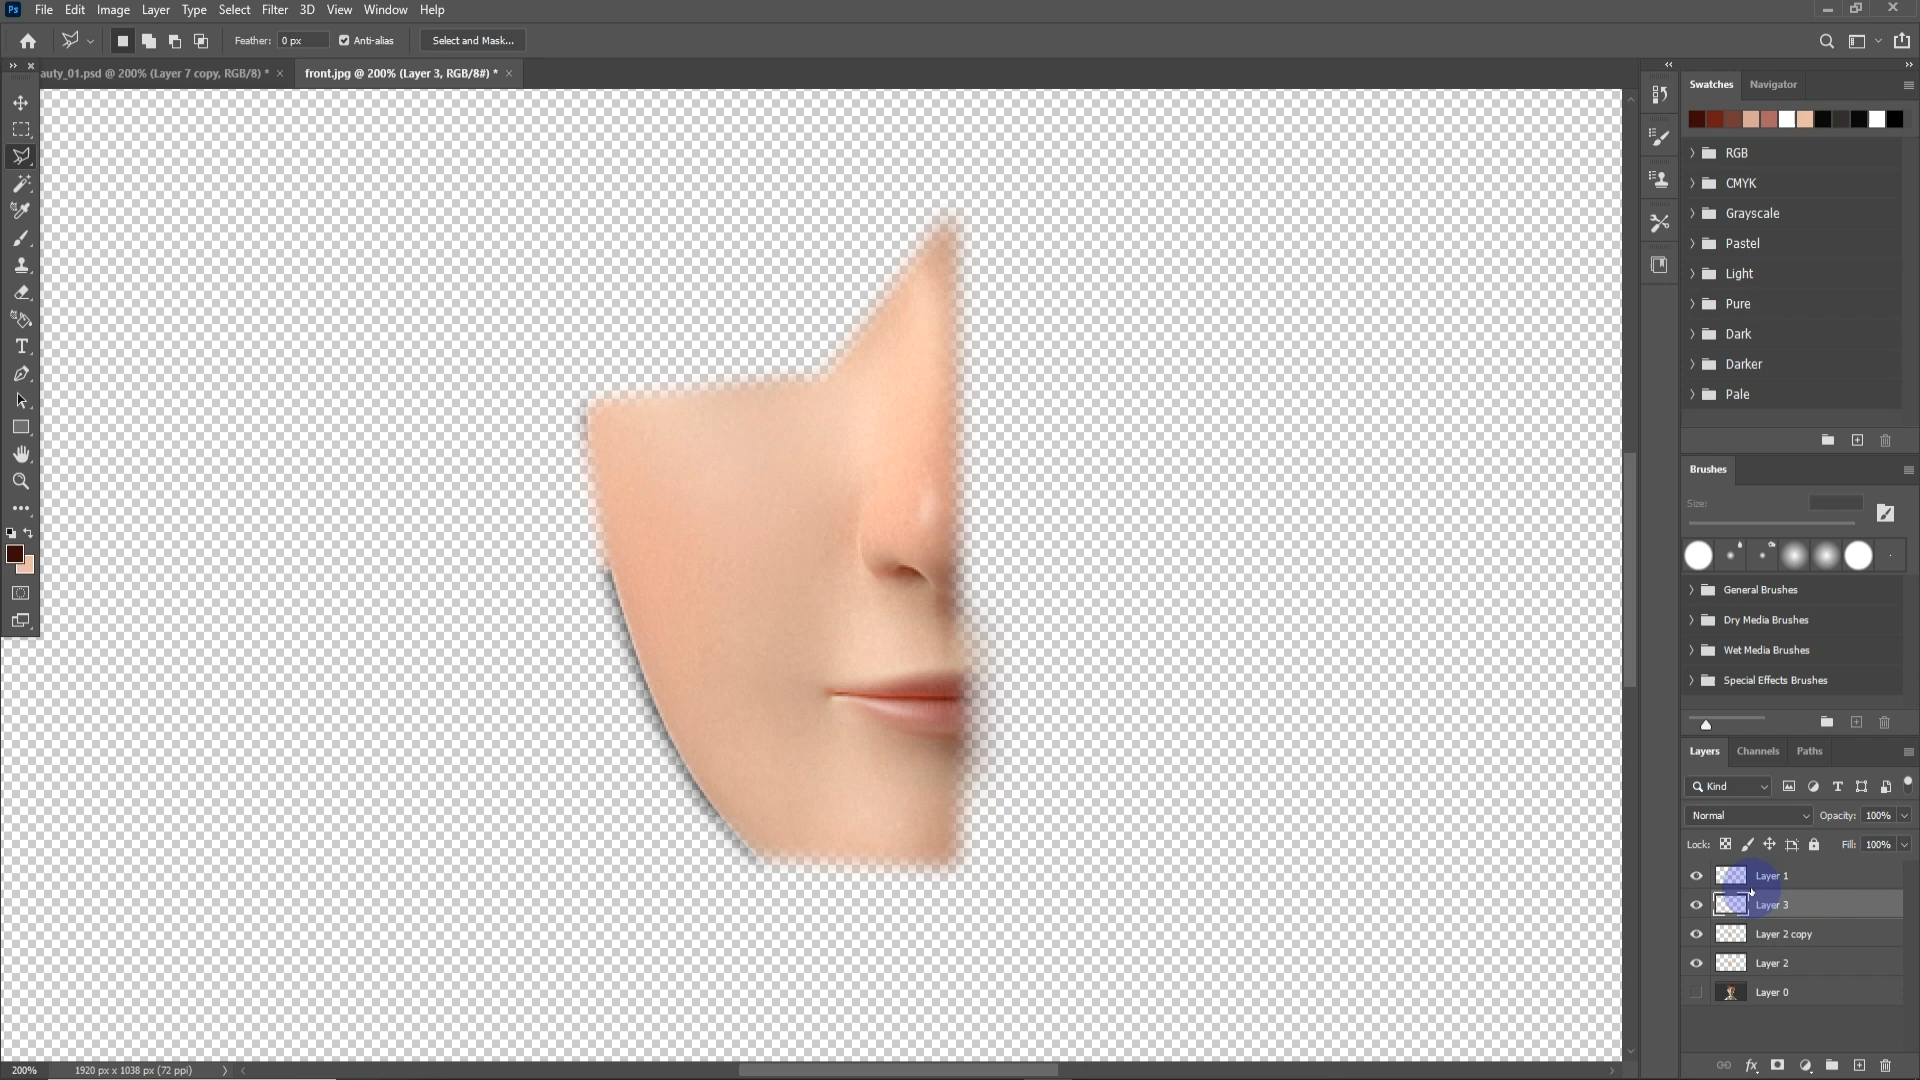 Ps File Edit Image Layer Type Select Filter 3D View Window Help
Feather: 0 px Anti-alias Select and Mask...
auty_01.psd @ 200% (Layer 7 copy, RGB/8) * × front.jpg @ 200% (Layer 3, RGB/8#) * ×
Swatches Navigator
RGB
CMYK
Grayscale
Pastel
Light
Pure
Dark
Darker
Pale
Brushes
Size:
General Brushes
Dry Media Brushes
Wet Media Brushes
Special Effects Brushes
Layers Channels Paths
Kind
Normal Opacity: 100%
Lock: Fill: 100%
Layer 1
Layer 3
Layer 2 copy
Layer 2
Layer 0
200% 1920 px x 1038 px (72 ppi)